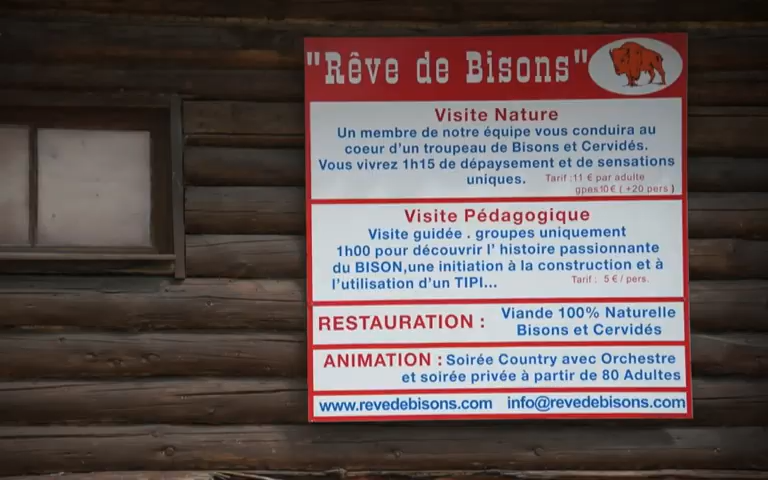 "Rêve de Bisons"
Visite Nature
Un membre de notre équipe vous conduira au
coeur d'un troupeau de Bisons et Cervidés.
Vous vivrez 1h15 de dépaysement et de sensations
uniques. Tarif :11 € par adulte
gpes10€ ( +20 pers )
Visite Pédagogique
Visite guidée . groupes uniquement
1h00 pour découvrir l' histoire passionnante
du BISON,une initiation à la construction et à
l'utilisation d'un TIPI... Tarif : 5 € / pers.
RESTAURATION : Viande 100% Naturelle
Bisons et Cervidés
ANIMATION : Soirée Country avec Orchestre
et soirée privée à partir de 80 Adultes
www.revedebisons.com info@revedebisons.com